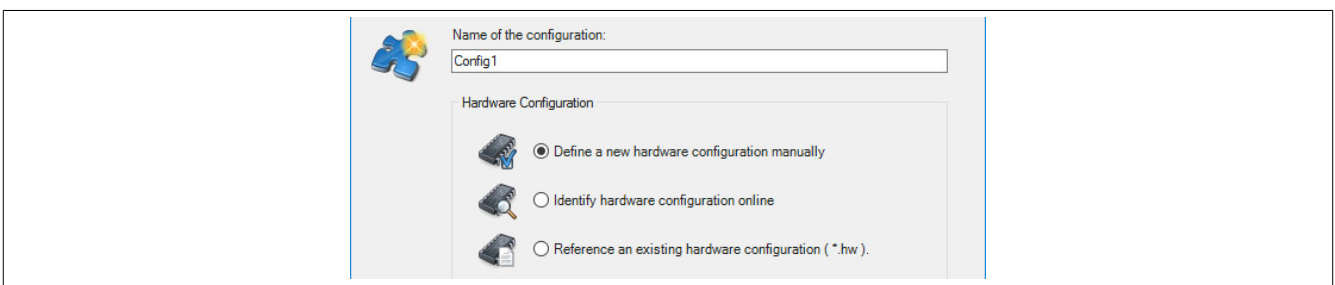 Name of the configuration:
Config1
Hardware Configuration
Define a new hardware configuration manually
Identify hardware configuration online
Reference an existing hardware configuration ( *.hw ).